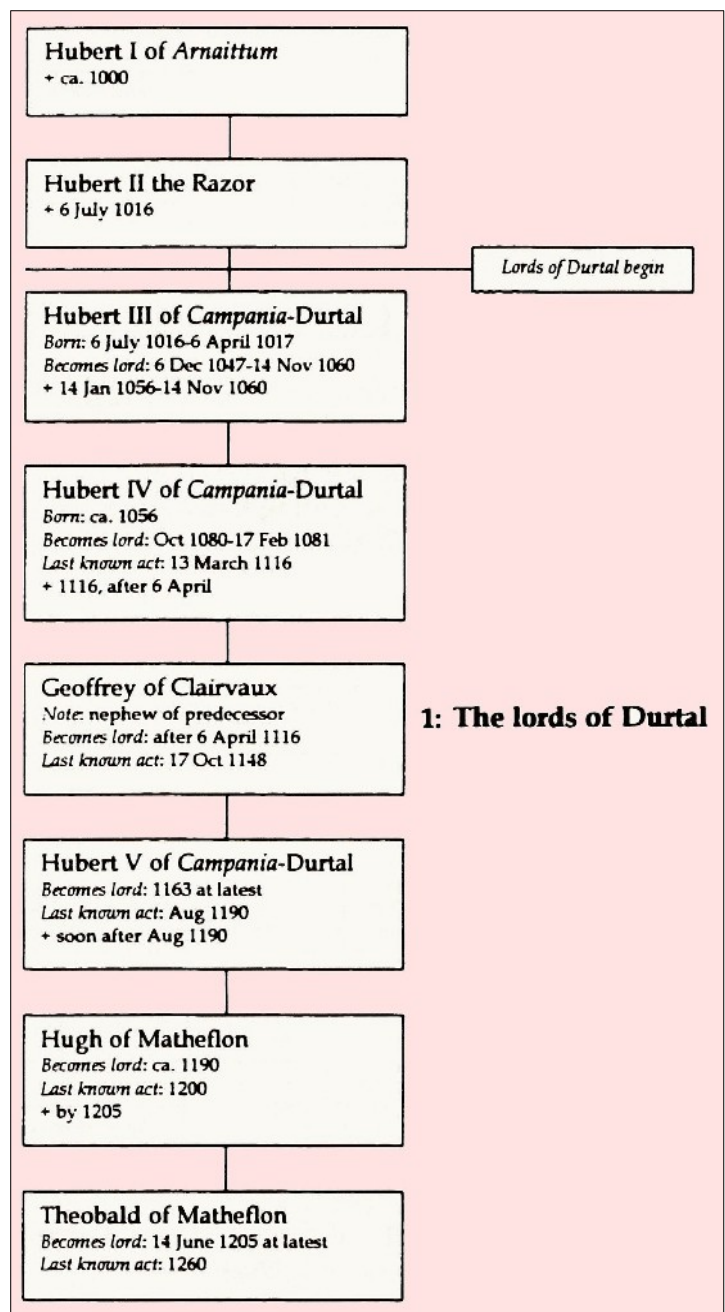 Hubert I of Arnaittum
+ ca. 1000
Hubert II the Razor
+ 6 July 1016
Lords of Durtal begin
Hubert III of Campania-Durtal
Born: 6 July 1016-6 April 1017
Becomes lord: 6 Dec 1047-14 Nov 1060
+ 14 Jan 1056-14 Nov 1060
Hubert IV of Campania-Durtal
Born: ca. 1056
Becomes lord: Oct 1080-17 Feb 1081
Last known act: 13 March 1116
+ 1116, after 6 April
Geoffrey of Clairvaux
Note: nephew of predecessor
Becomes lord: after 6 April 1116
Last known act: 17 Oct 1148
1: The lords of Durtal
Hubert V of Campania-Durtal
Becomes lord: 1163 at latest
Last known act: Aug 1190
+ soon after Aug 1190
Hugh of Matheflon
Becomes lord: ca. 1190
Last known act: 1200
+ by 1205
Theobald of Matheflon
Becomes lord: 14 June 1205 at latest
Last known act: 1260